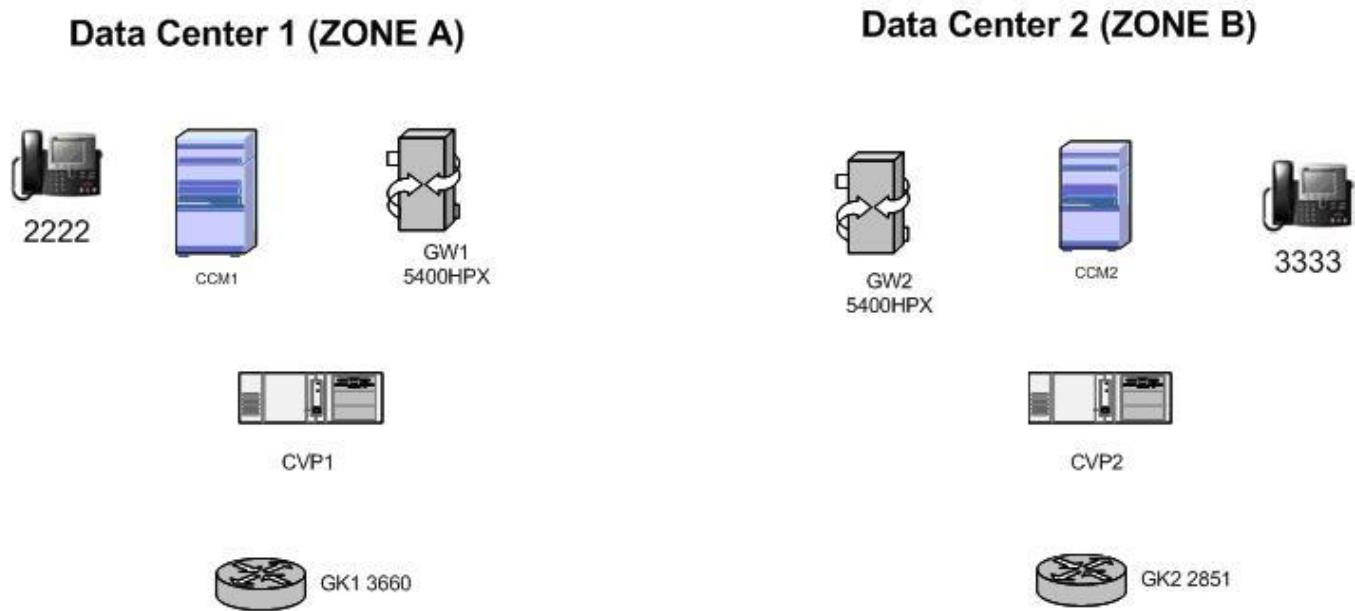 Data Center 1 (ZONE A)
Data Center 2 (ZONE B)
2222
CCM1
GW1
5400HPX
GW2
5400HPX
CCM2
3333
CVP1
CVP2
GK1 3660
GK2 2851